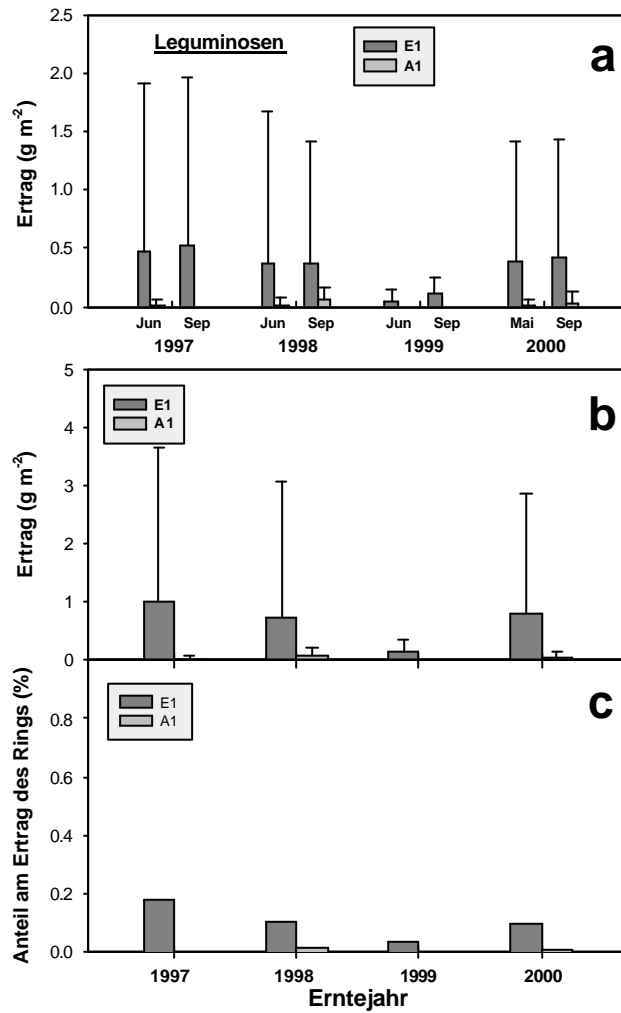 2.5
Leguminosen
E1
A1
a
2.0
1.5
1.0
0.5
0.0
Ertrag (g m-2)
Jun Sep Jun Sep Jun Sep Mai Sep
1997 1998 1999 2000
5
E1
A1
b
4
3
2
1
0
Ertrag (g m-2)
E1
A1
c
0.8
0.6
0.4
0.2
0.0
Anteil am Ertrag des Rings (%)
1997 1998 1999 2000
Erntejahr